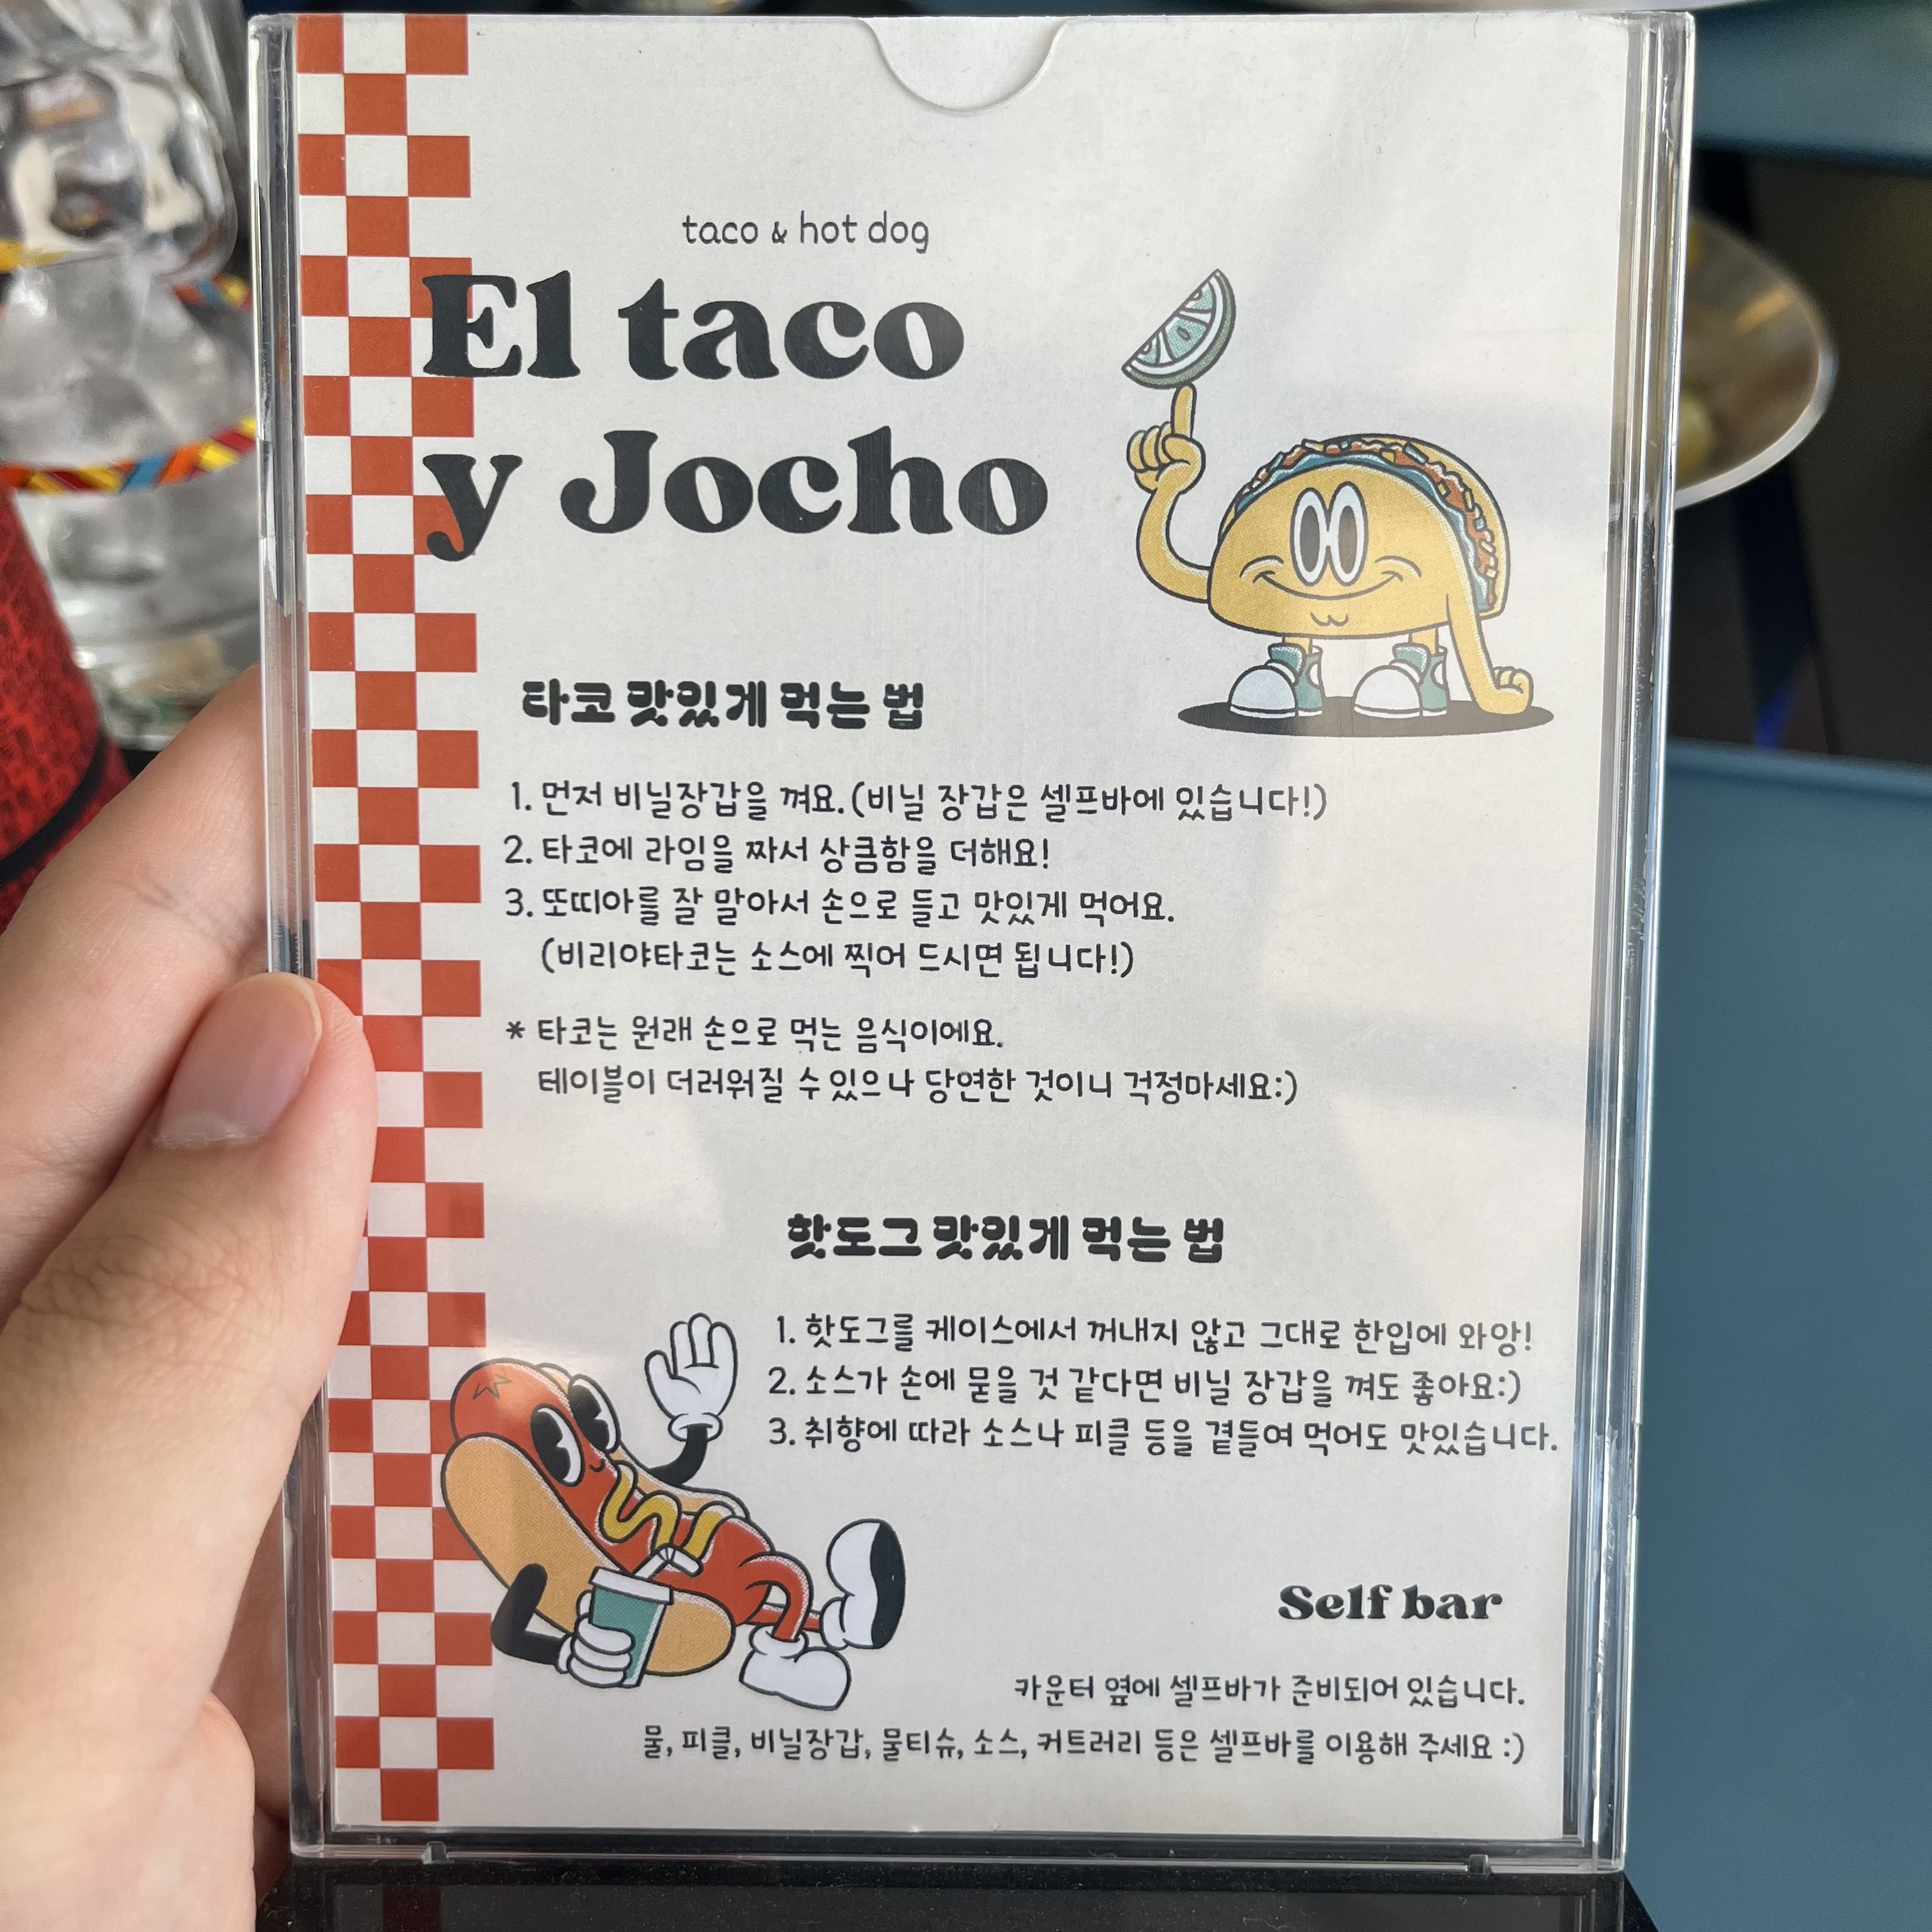 taco & hot dog
El taco
y Jocho
타코 맛있게 먹는 법
1. 먼저 비닐장갑을 껴요.(비닐 장갑은 셀프바에 있습니다!)
2. 타코에 라임을 짜서 상큼함을 더해요!
3. 또띠아를 잘 말아서 손으로 들고 맛있게 먹어요.
(비리야타코는 소스에 찍어 드시면 됩니다!)
* 타코는 원래 손으로 먹는 음식이에요.
테이블이 더러워질 수 있으나 당연한 것이니 걱정마세요:)
핫도그 맛있게 먹는 법
1. 핫도그를 케이스에서 꺼내지 않고 그대로 한입에 와앙!
2. 소스가 손에 묻을 것 같다면 비닐 장갑을 껴도 좋아요:)
3. 취향에 따라 소스나 피클 등을 곁들여 먹어도 맛있습니다.
Self bar
카운터 옆에 셀프바가 준비되어 있습니다.
물, 피클, 비닐장갑, 물티슈, 소스, 커트러리 등은 셀프바를 이용해 주세요 :)